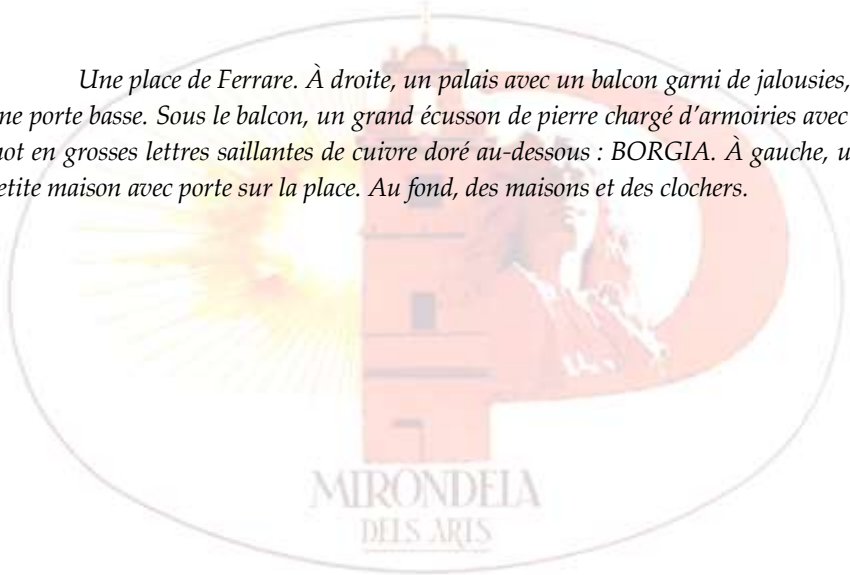 Une place de Ferrare. À droite, un palais avec un balcon garni de jalousies,
ne porte basse. Sous le balcon, un grand écusson de pierre chargé d’armoiries avec
ot en grosses lettres saillantes de cuivre doré au-dessous : BORGIA. À gauche, u
etite maison avec porte sur la place. Au fond, des maisons et des clochers.
MIRONDELA
DELS ARTS